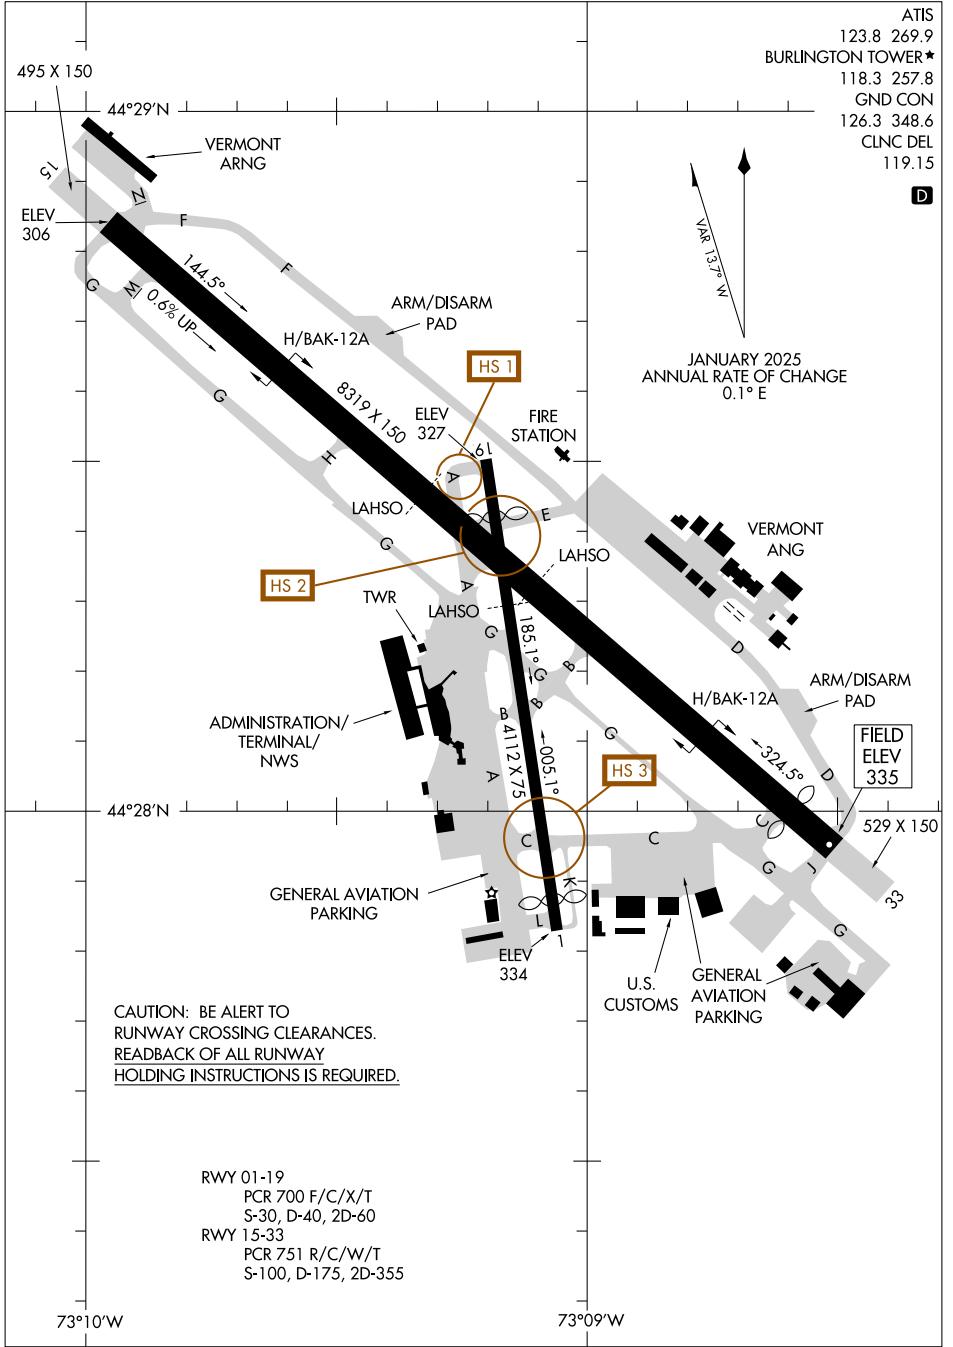 ATIS
123.8 269.9
BURLINGTON TOWER★
118.3 257.8
GND CON
126.3 348.6
CLNC DEL
119.15
D
495 X 150
44°29'N
VERMONT
ARNG
15
N
ELEV
306
F
F
G
M
144.5°
0.6% UP
VAR 13.7° W
JANUARY 2025
ANNUAL RATE OF CHANGE
0.1° E
ARM/DISARM
PAD
H/BAK-12A
HS 1
G
8319 X 150
ELEV
327
19
FIRE
STATION
H
A
LAHSO
E
G
VERMONT
ANG
LAHSO
HS 2
A
TWR
LAHSO
G
185.1°
B
G
B
D
ARM/DISARM
PAD
H/BAK-12A
ADMINISTRATION/
TERMINAL/
NWS
B
4112 X 75
005.1°
G
324.5°
FIELD
ELEV
335
HS 3
A
D
44°28'N
C
C
C
529 X 150
J
G
33
GENERAL AVIATION
PARKING
K
L
1
G
ELEV
334
U.S.
CUSTOMS
GENERAL
AVIATION
PARKING
CAUTION: BE ALERT TO
RUNWAY CROSSING CLEARANCES.
READBACK OF ALL RUNWAY
HOLDING INSTRUCTIONS IS REQUIRED.
RWY 01-19
PCR 700 F/C/X/T
S-30, D-40, 2D-60
RWY 15-33
PCR 751 R/C/W/T
S-100, D-175, 2D-355
73°10'W
73°09'W